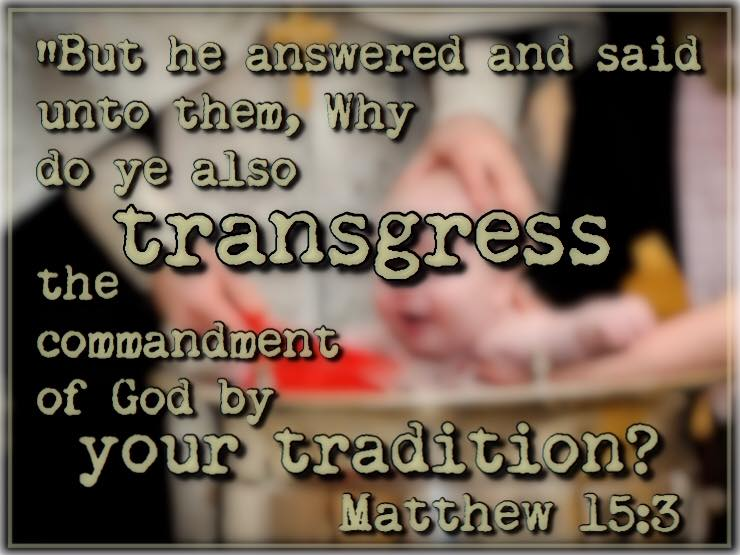 "But he answered and said
unto them, Why
do ye also
transgress
the
commandment
of God by
your tradition?
Matthew 15:3